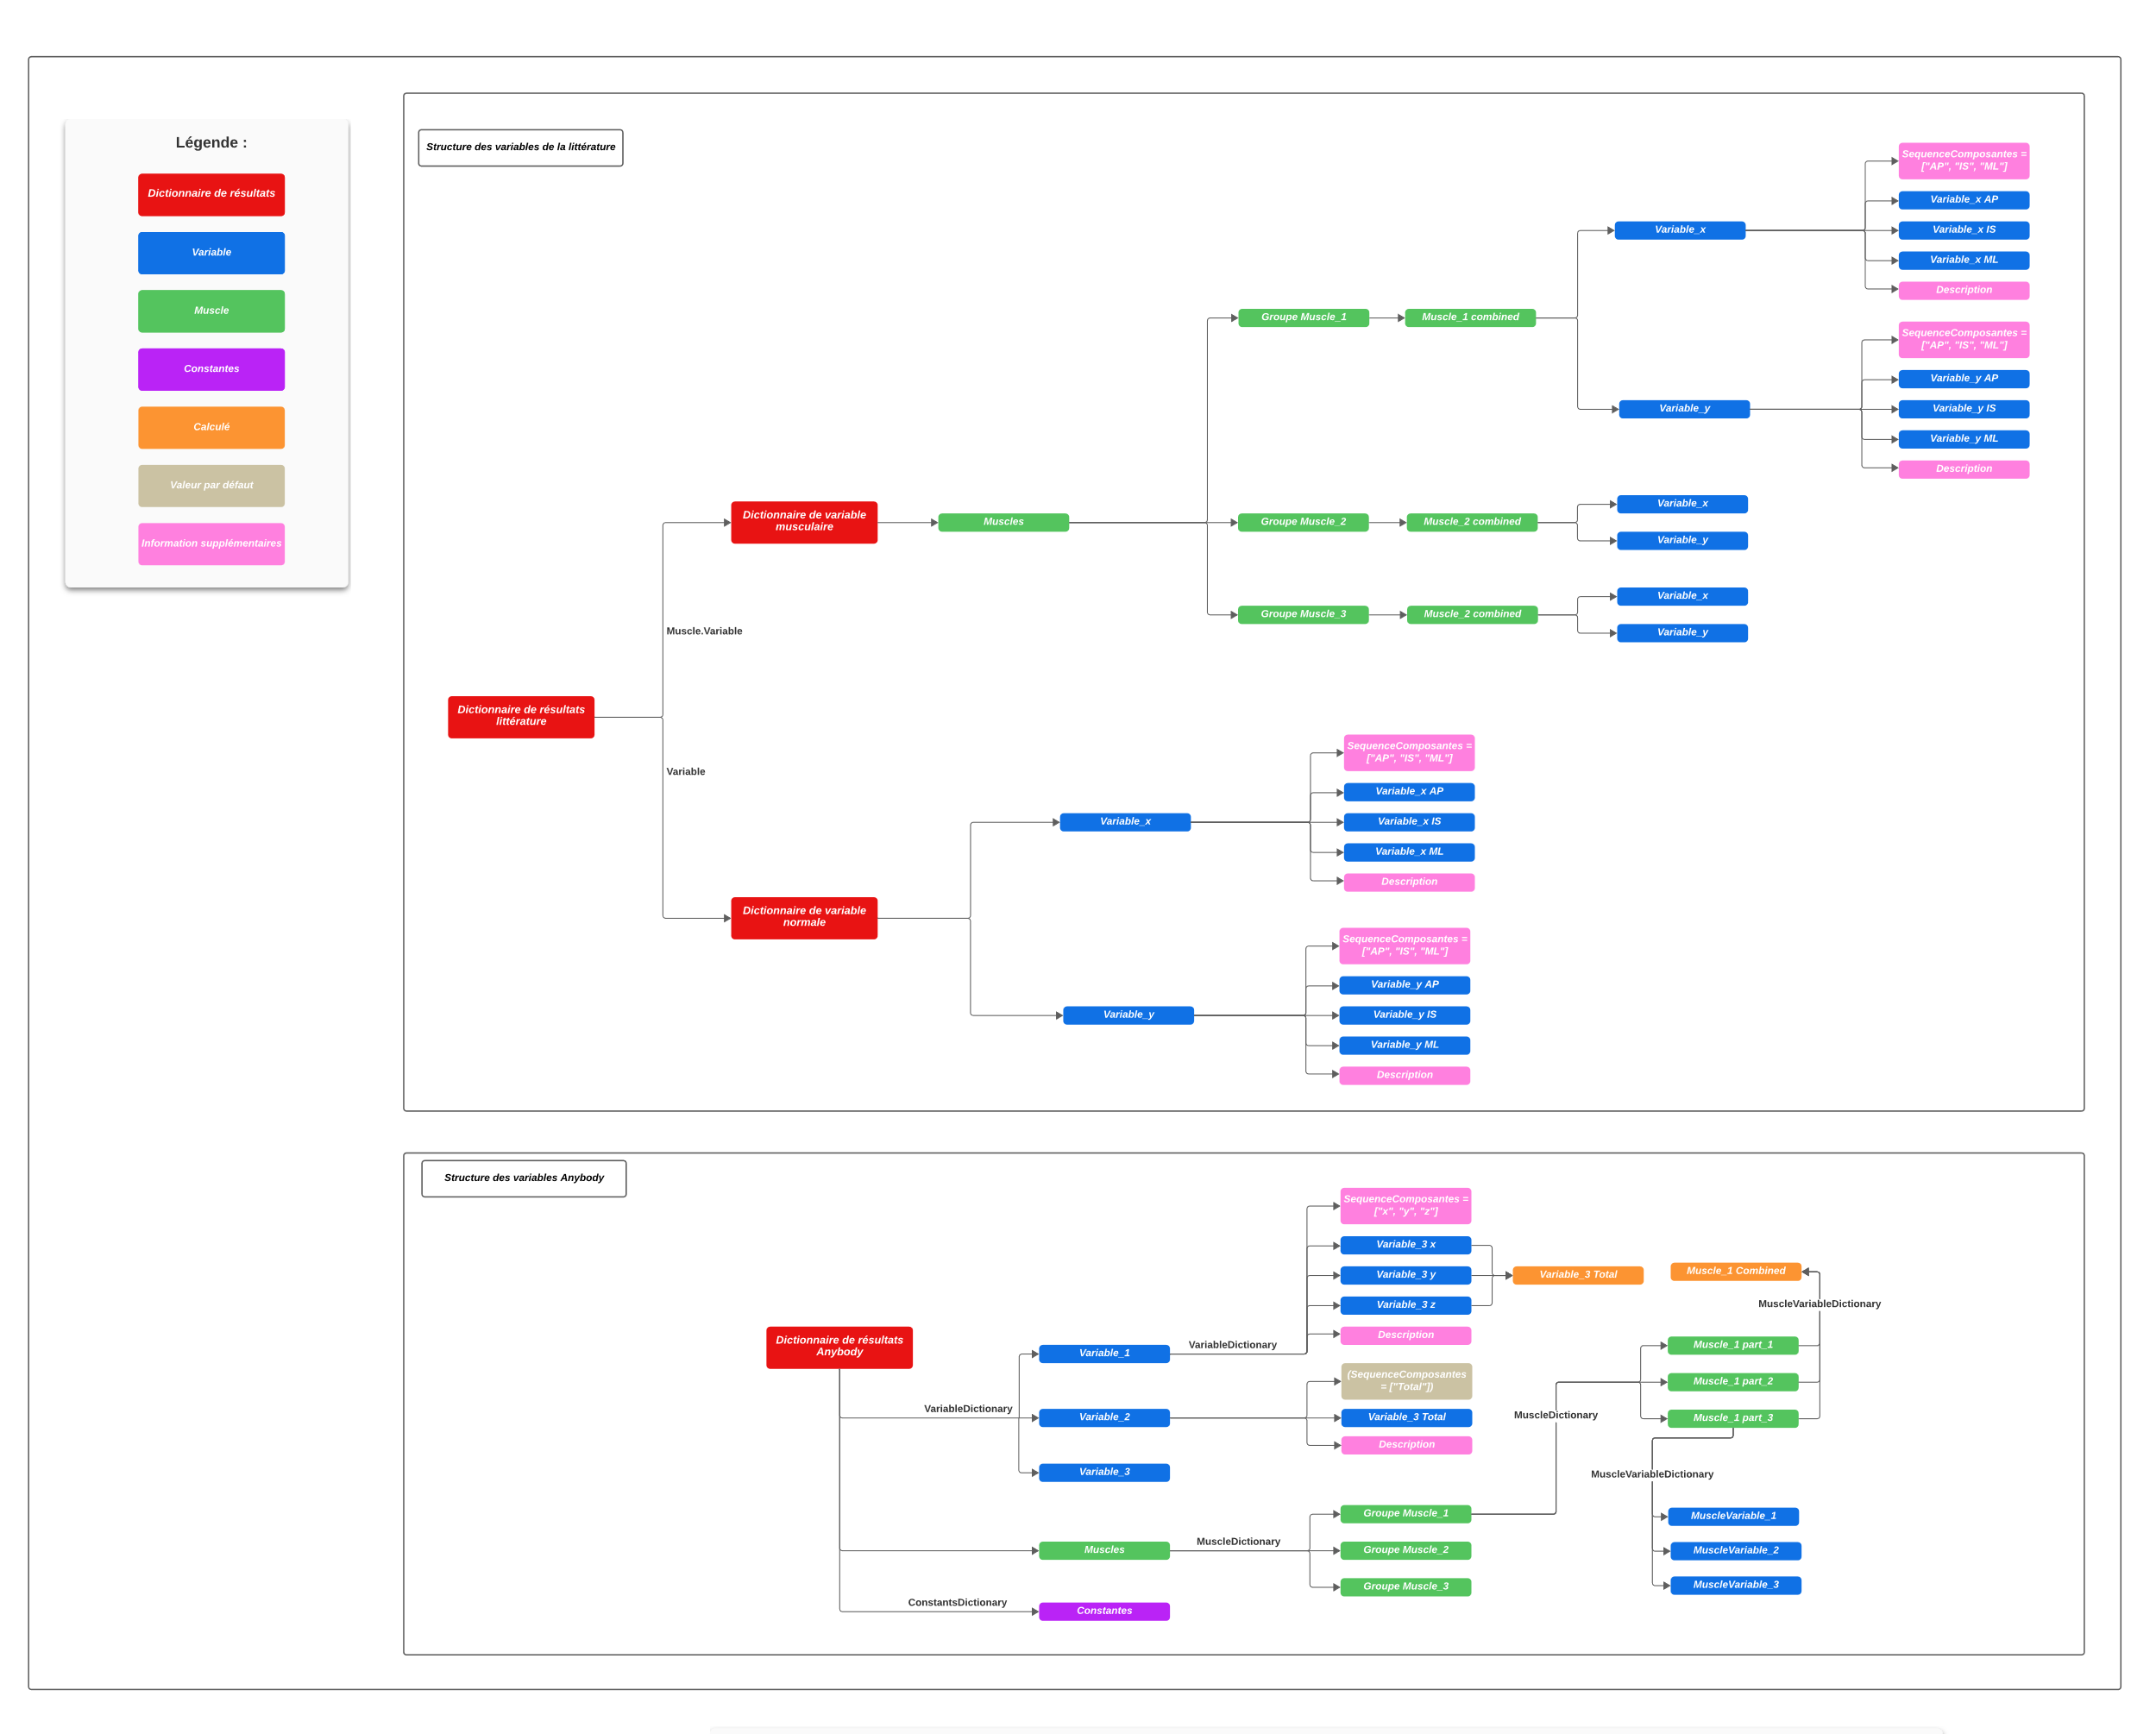 Légende :
Dictionnaire de résultats
Variable
Muscle
Constantes
Calculé
Valeur par défaut
Information supplémentaires
Structure des variables de la littérature
Dictionnaire de résultats
littérature
Muscle.Variable
Variable
Dictionnaire de variable
musculaire
Muscles
Groupe Muscle_1
Muscle_1 combined
Variable_x
SequenceComposantes =
["AP", "IS", "ML"]
Variable_x AP
Variable_x IS
Variable_x ML
Description
Variable_y
SequenceComposantes =
["AP", "IS", "ML"]
Variable_y AP
Variable_y IS
Variable_y ML
Description
Groupe Muscle_2
Muscle_2 combined
Variable_x
Variable_y
Groupe Muscle_3
Muscle_2 combined
Variable_x
Variable_y
Dictionnaire de variable
normale
Variable_x
SequenceComposantes =
["AP", "IS", "ML"]
Variable_x AP
Variable_x IS
Variable_x ML
Description
Variable_y
SequenceComposantes =
["AP", "IS", "ML"]
Variable_y AP
Variable_y IS
Variable_y ML
Description
Structure des variables Anybody
Dictionnaire de résultats
Anybody
VariableDictionary
Variable_1
VariableDictionary
SequenceComposantes =
["x", "y", "z"]
Variable_3 x
Variable_3 y
Variable_3 z
Description
Variable_3 Total
Variable_2
(SequenceComposantes
= ["Total"])
Variable_3 Total
Description
Variable_3
Muscles
MuscleDictionary
Groupe Muscle_1
Groupe Muscle_2
Groupe Muscle_3
MuscleDictionary
Muscle_1 Combined
MuscleVariableDictionary
Muscle_1 part_1
Muscle_1 part_2
Muscle_1 part_3
MuscleVariableDictionary
MuscleVariable_1
MuscleVariable_2
MuscleVariable_3
ConstantsDictionary
Constantes